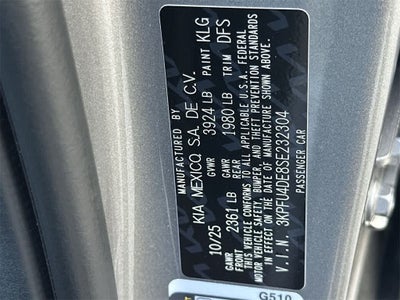 MANUFACTURED BY
KIA MEXICO S.A. DE C.V.
10/25 GVWR 3924 LB PAINT KLG
GAWR FRONT 2361 LB GAWR REAR 1980 LB TRIM DFS
THIS VEHICLE CONFORMS TO ALL APPLICABLE U.S.A. FEDERAL
MOTOR VEHICLE SAFETY, BUMPER, AND THEFT PREVENTION STANDARDS
IN EFFECT ON THE DATE OF MANUFACTURE SHOWN ABOVE.
V.I.N. 3KPFU4DE8SE232304
PASSENGER CAR
G510